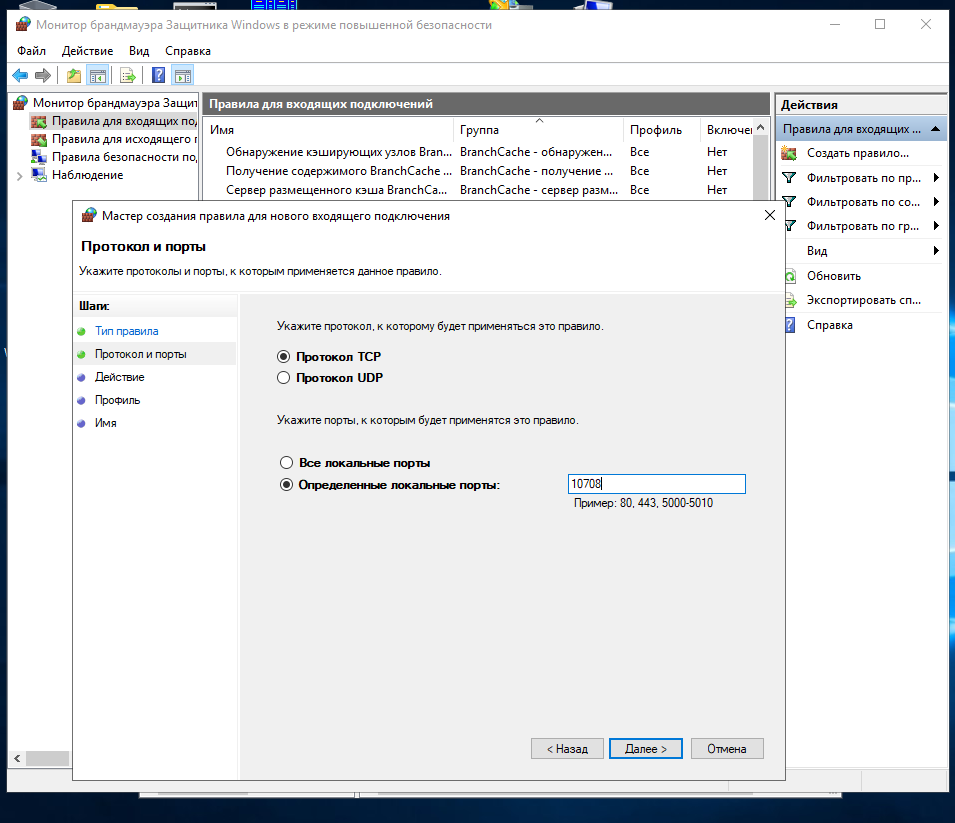 Монитор брандмауэра Защитника Windows в режиме повышенной безопасности
Файл Действие Вид Справка
Монитор брандмауэра Защит
Правила для входящих по
Правила для исходящего п
Правила безопасности по
Наблюдение
Правила для входящих подключений
Имя Группа Профиль Включен
Обнаружение кэширующих узлов Bran... BranchCache - обнаружен... Все Нет
Получение содержимого BranchCache ... BranchCache - получение ... Все Нет
Сервер размещенного кэша BranchCa... BranchCache - сервер разм... Все Нет
Действия
Правила для входящих ...
Создать правило...
Фильтровать по пр...
Фильтровать по со...
Фильтровать по гр...
Вид
Обновить
Экспортировать сп...
Справка
Мастер создания правила для нового входящего подключения
Протокол и порты
Укажите протоколы и порты, к которым применяется данное правило.
Шаги:
Тип правила
Протокол и порты
Действие
Профиль
Имя
Укажите протокол, к которому будет применяться это правило.
Протокол TCP
Протокол UDP
Укажите порты, к которым будет применятся это правило.
Все локальные порты
Определенные локальные порты:
10708
Пример: 80, 443, 5000-5010
< Назад Далее > Отмена